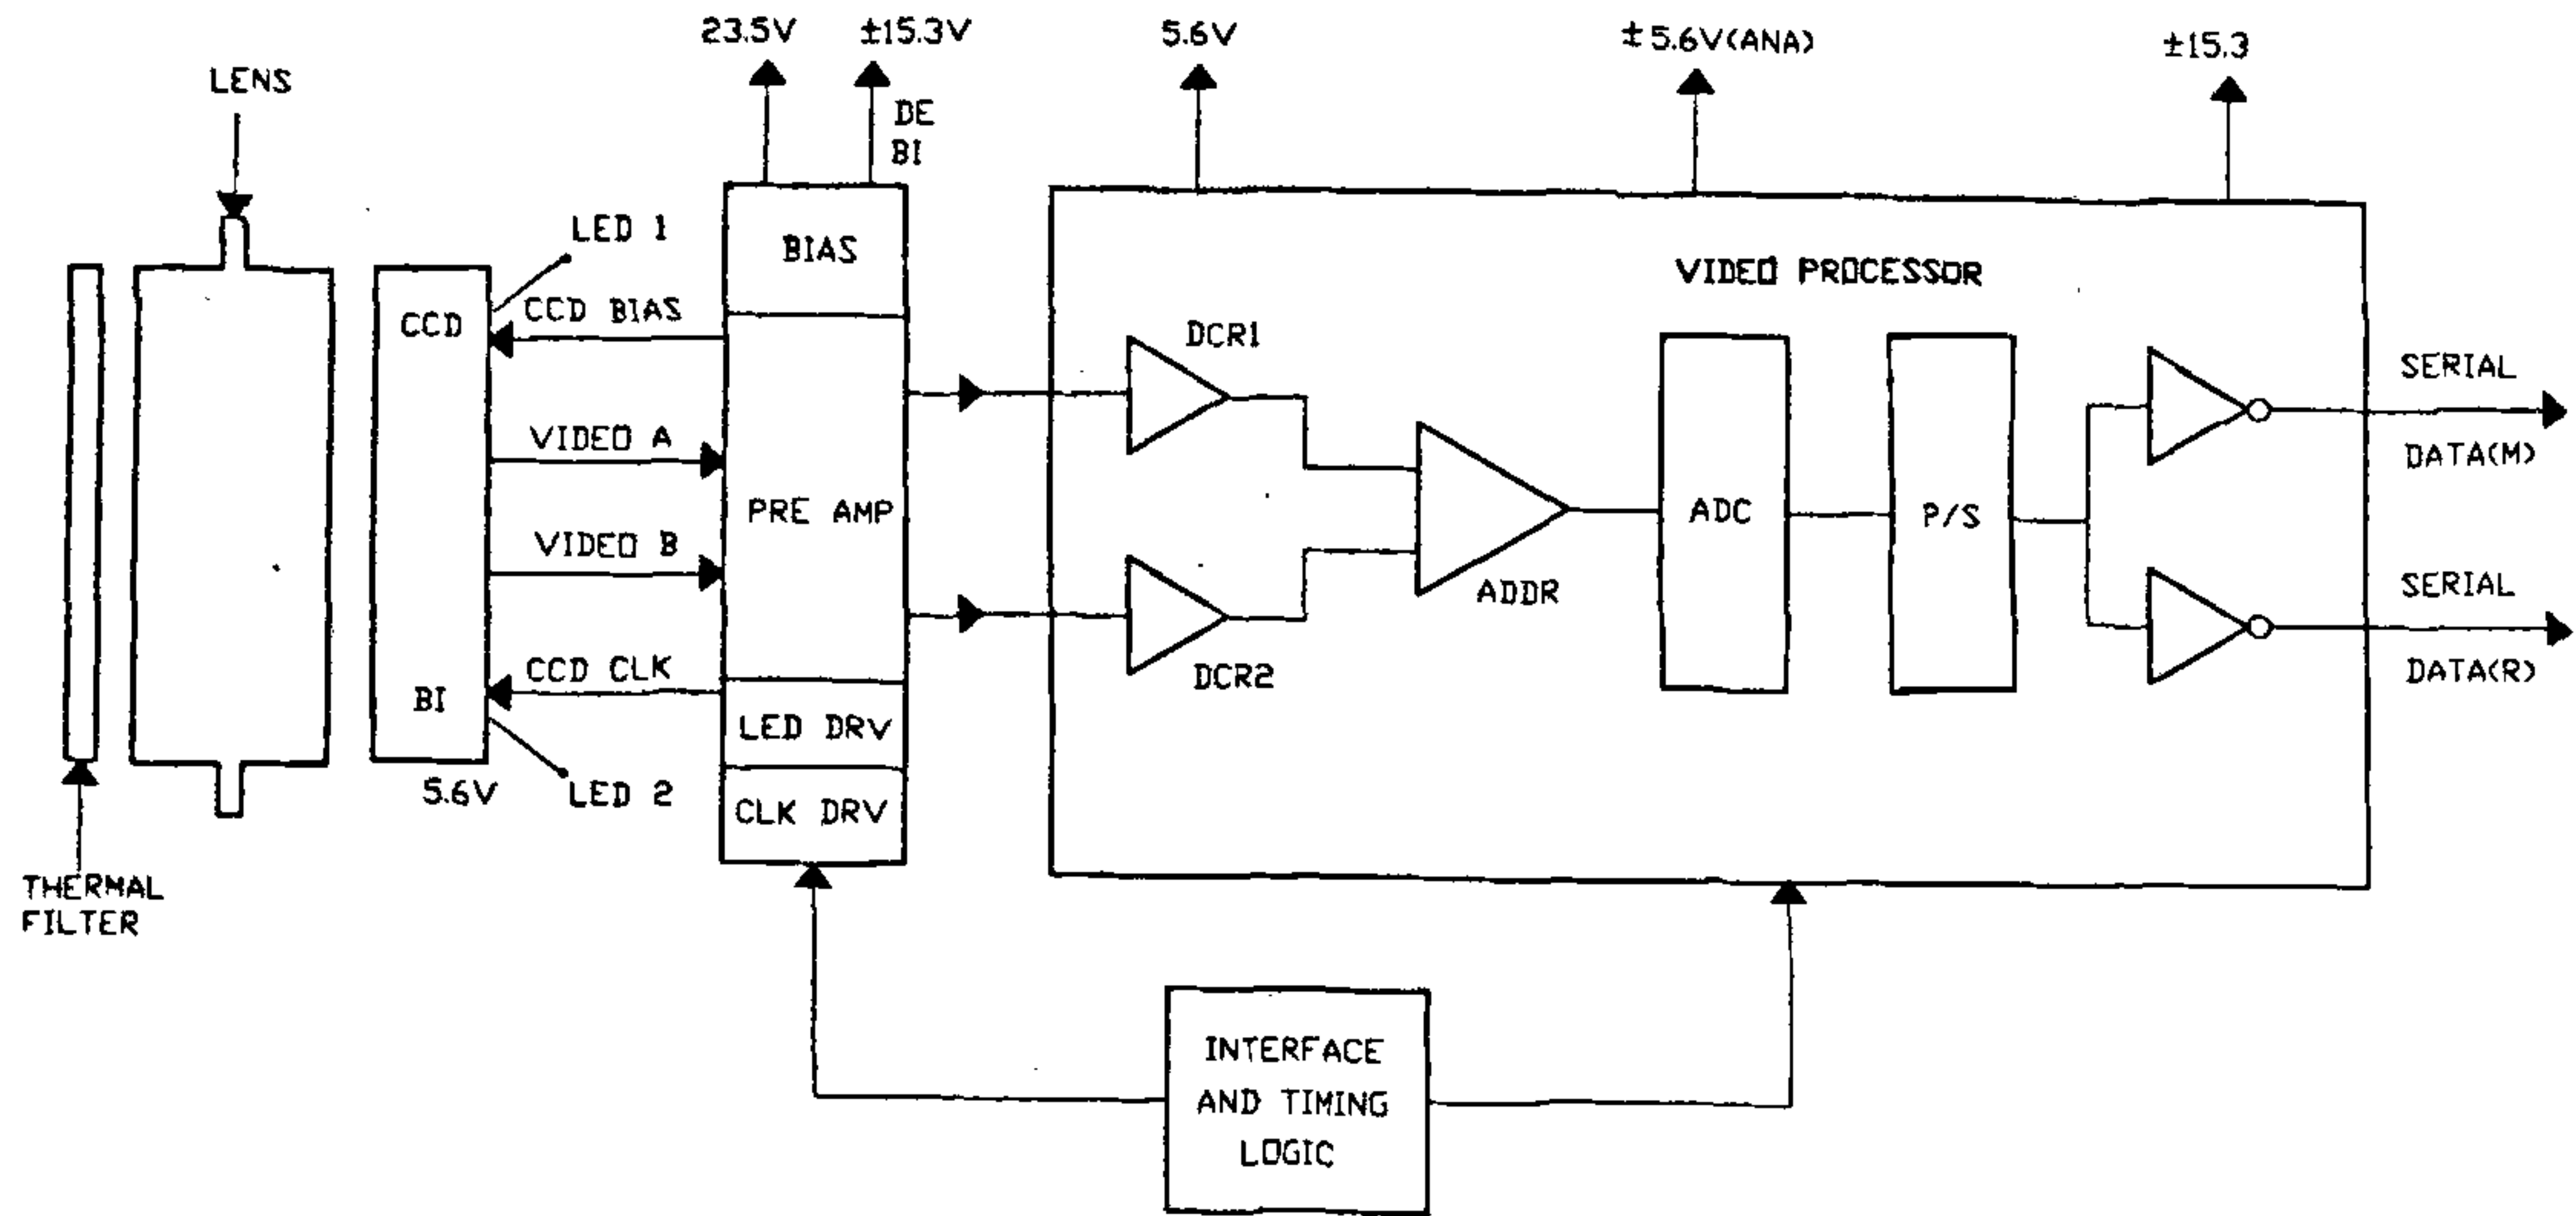 23.5V
±15.3V
5.6V
±5.6V(ANA)
±15.3
LENS
DE
BI
LED 1
BIAS
VIDEO PROCESSOR
CCD
CCD BIAS
DCR1
SERIAL
DATA(M)
VIDEO A
PRE AMP
ADC
P/S
VIDEO B
ADDR
SERIAL
DATA(R)
CCD CLK
DCR2
BI
LED DRV
5.6V
LED 2
CLK DRV
THERMAL
FILTER
INTERFACE
AND TIMING
LOGIC